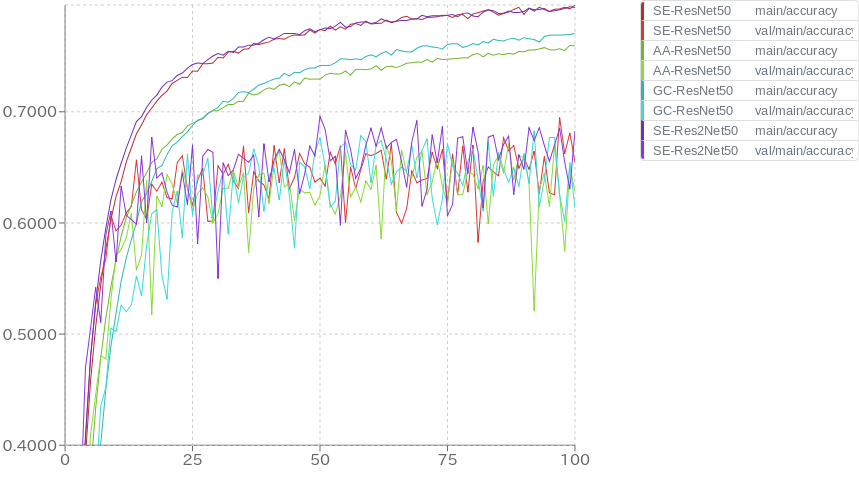 SE-ResNet50 main/accuracy
SE-ResNet50 val/main/accuracy
AA-ResNet50 main/accuracy
AA-ResNet50 val/main/accuracy
GC-ResNet50 main/accuracy
GC-ResNet50 val/main/accuracy
SE-Res2Net50 main/accuracy
SE-Res2Net50 val/main/accuracy
0.7000
0.6000
0.5000
0.4000
0 25 50 75 100